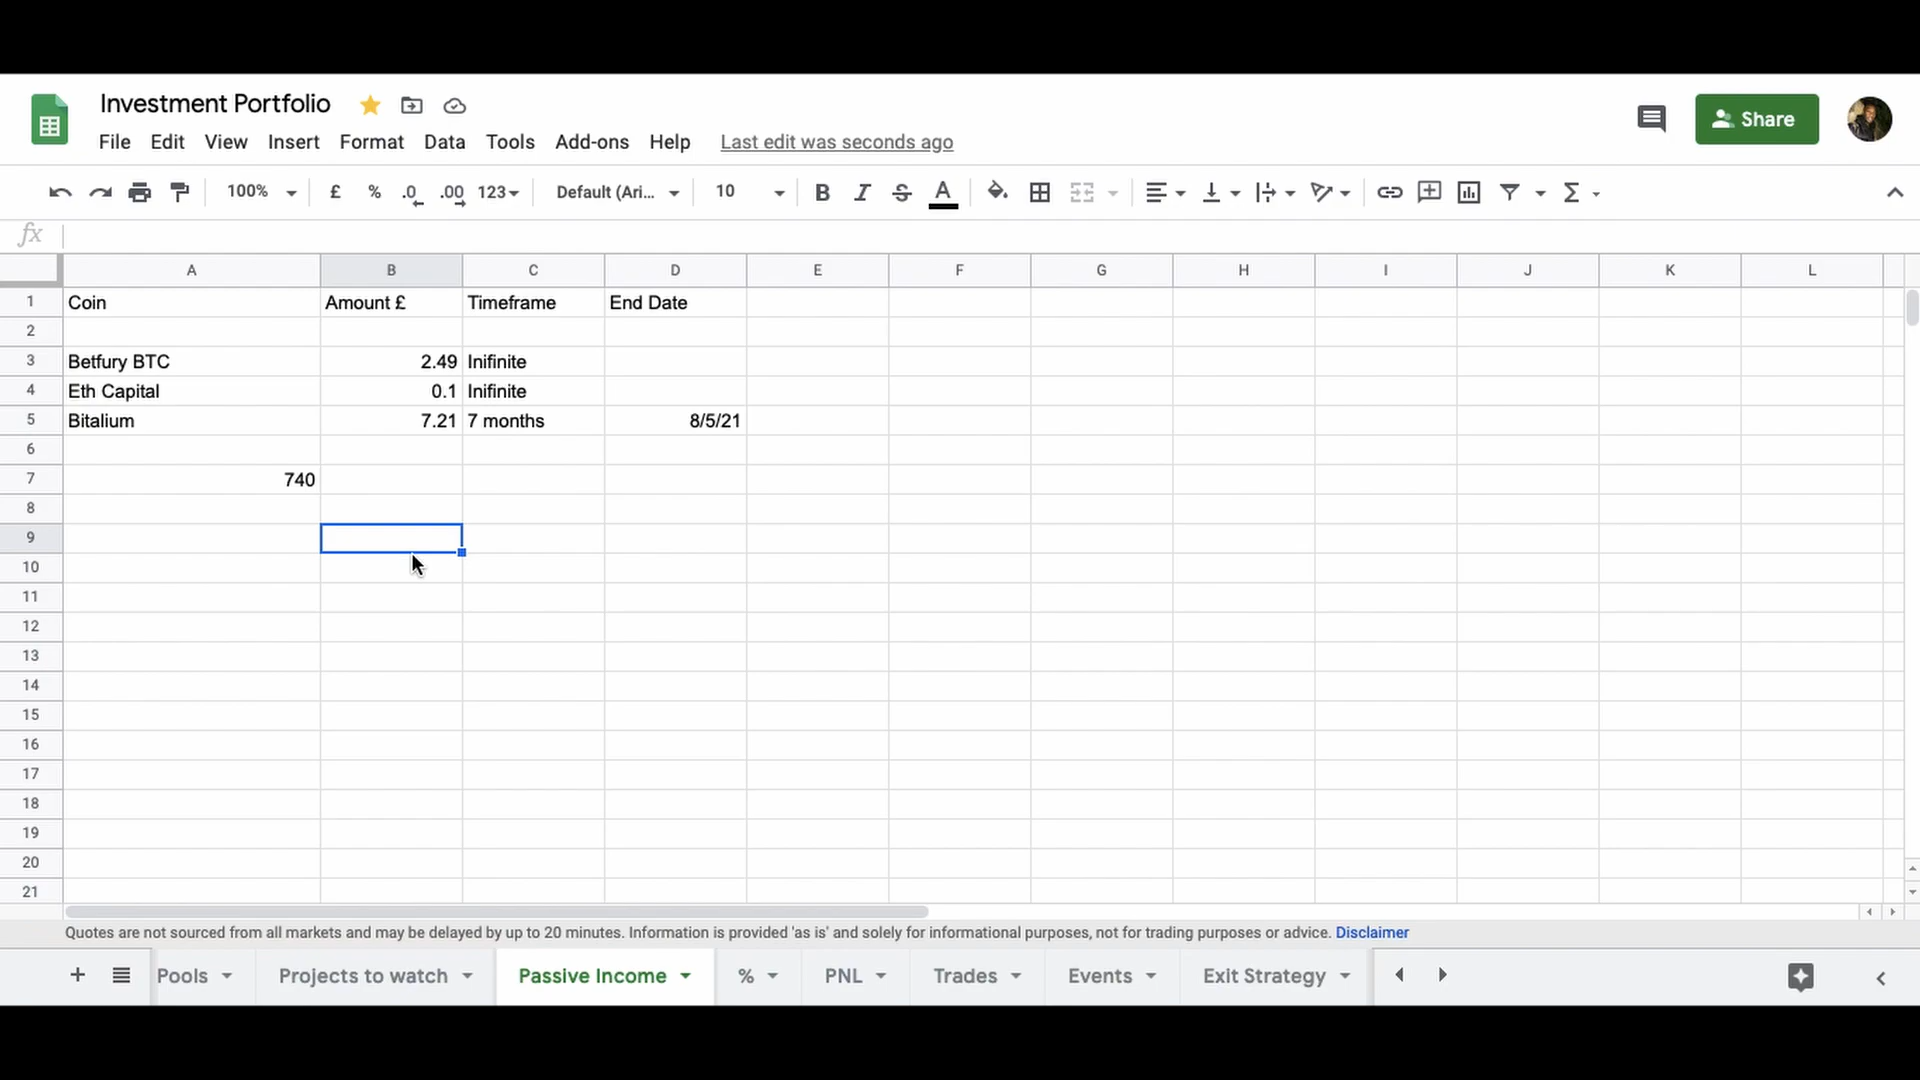 Investment Portfolio
File Edit View Insert Format Data Tools Add-ons Help Last edit was seconds ago
Share
100% £ % .0 .00 123 Default (Ari... 10 B I S A Σ
fx
A B C D E F G H I J K L
1 Coin Amount £ Timeframe End Date
2
3 Betfury BTC 2.49 Inifinite
4 Eth Capital 0.1 Inifinite
5 Bitalium 7.21 7 months 8/5/21
6
7 740
8
9
10
11
12
13
14
15
16
17
18
19
20
21
Quotes are not sourced from all markets and may be delayed by up to 20 minutes. Information is provided 'as is' and solely for informational purposes, not for trading purposes or advice. Disclaimer
+ Pools Projects to watch Passive Income % PNL Trades Events Exit Strategy